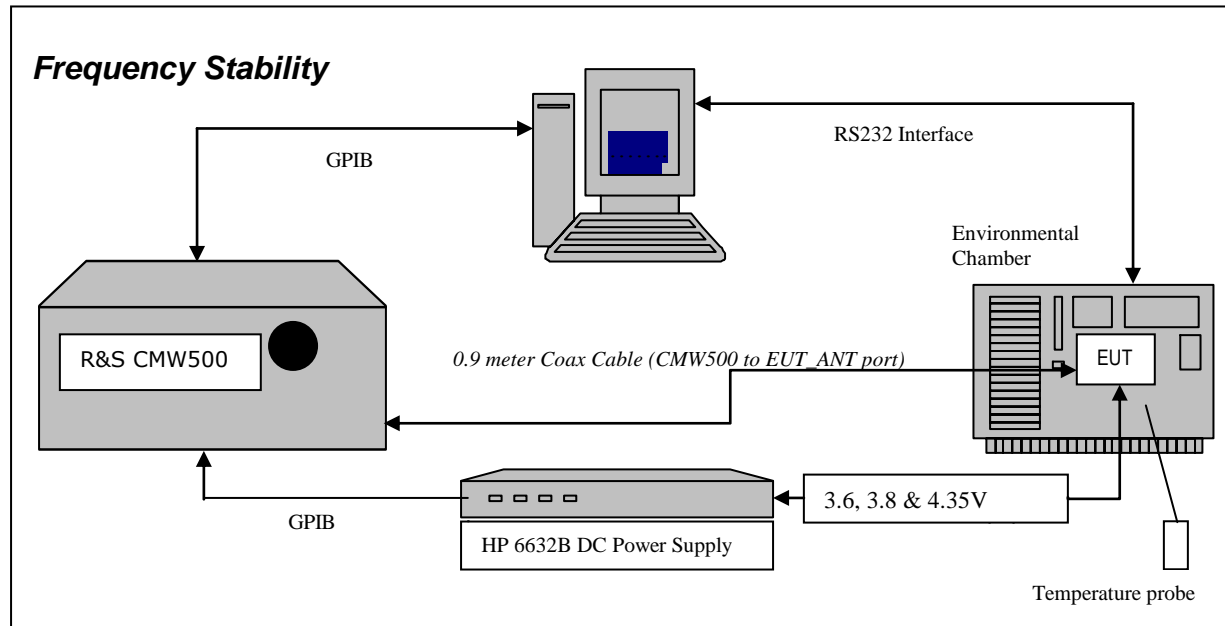 Frequency Stability
GPIB
RS232 Interface
Environmental
Chamber
R&S CMW500
0.9 meter Coax Cable (CMW500 to EUT_ANT port)
EUT
3.6, 3.8 & 4.35V
GPIB
HP 6632B DC Power Supply
Temperature probe